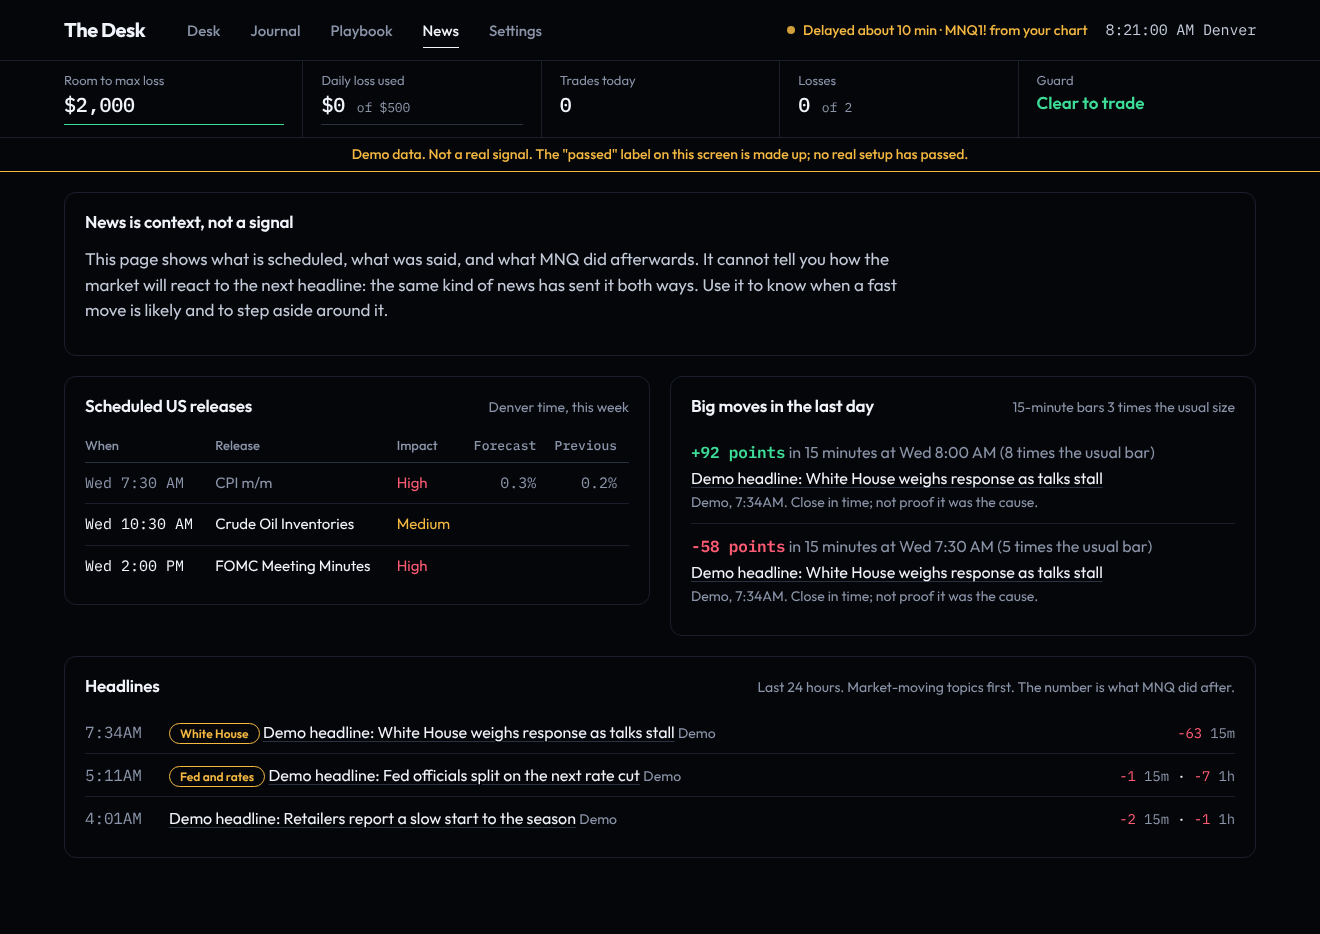 The Desk Desk Journal Playbook News Settings Delayed about 10 min · MNQ1! from your chart 8:21:00 AM Denver
Room to max loss Daily loss used Trades today Losses Guard
$2,000 $0 of $500 0 0 of 2 Clear to trade
Demo data. Not a real signal. The "passed" label on this screen is made up; no real setup has passed.
News is context, not a signal
This page shows what is scheduled, what was said, and what MNQ did afterwards. It cannot tell you how the
market will react to the next headline: the same kind of news has sent it both ways. Use it to know when a fast
move is likely and to step aside around it.
Scheduled US releases Denver time, this week
When Release Impact Forecast Previous
Wed 7:30 AM CPI m/m High 0.3% 0.2%
Wed 10:30 AM Crude Oil Inventories Medium
Wed 2:00 PM FOMC Meeting Minutes High
Big moves in the last day 15-minute bars 3 times the usual size
+92 points in 15 minutes at Wed 8:00 AM (8 times the usual bar)
Demo headline: White House weighs response as talks stall
Demo, 7:34AM. Close in time; not proof it was the cause.
-58 points in 15 minutes at Wed 7:30 AM (5 times the usual bar)
Demo headline: White House weighs response as talks stall
Demo, 7:34AM. Close in time; not proof it was the cause.
Headlines Last 24 hours. Market-moving topics first. The number is what MNQ did after.
7:34AM White House Demo headline: White House weighs response as talks stall Demo -63 15m
5:11AM Fed and rates Demo headline: Fed officials split on the next rate cut Demo -1 15m · -7 1h
4:01AM Demo headline: Retailers report a slow start to the season Demo -2 15m · -1 1h